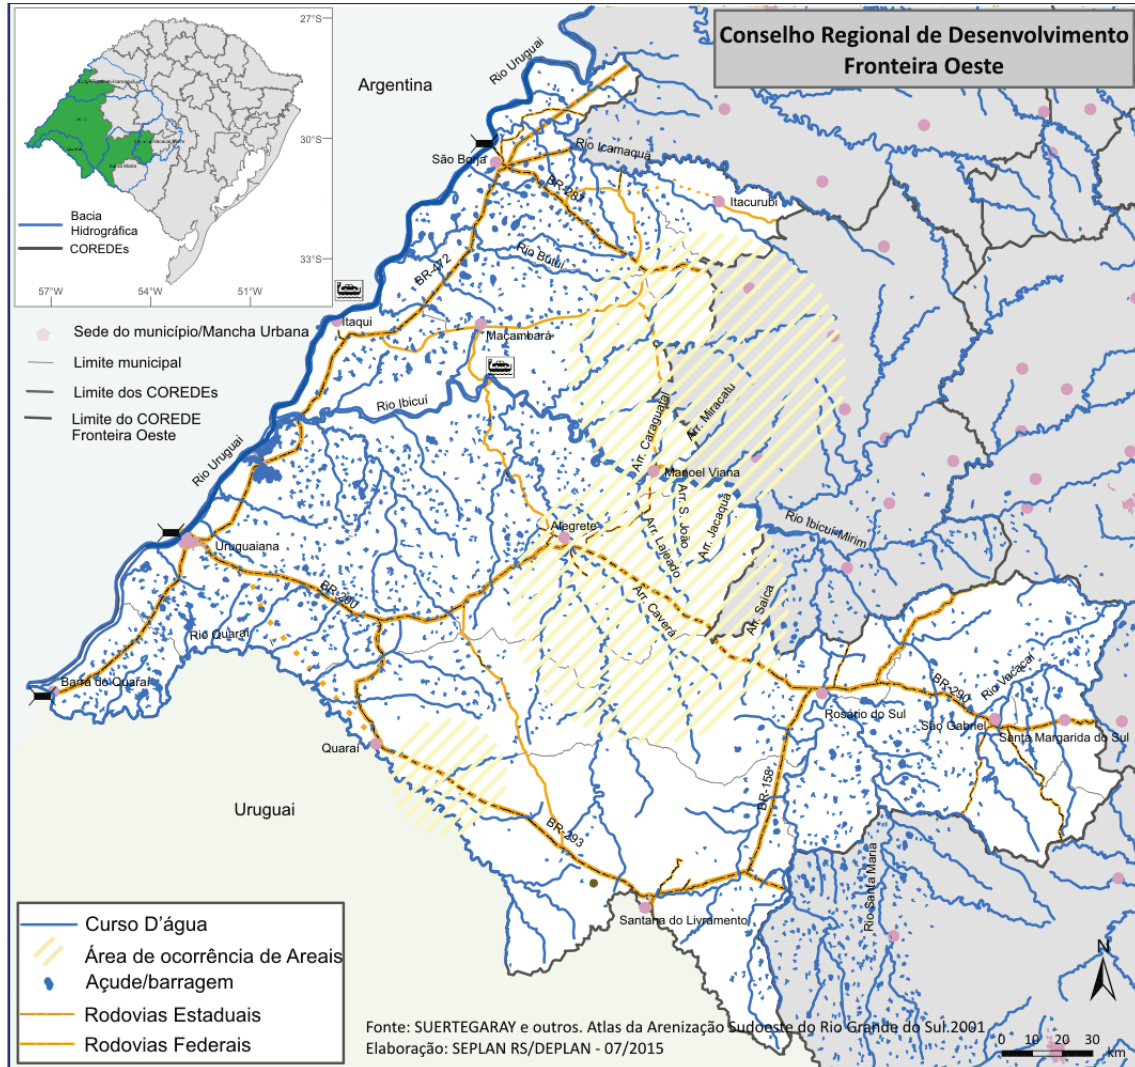 Conselho Regional de Desenvolvimento
Fronteira Oeste
27°S
30°S
33°S
57°W
54°W
51°W
Bacia
Hidrográfica
COREDEs
Sede do município/Mancha Urbana
Limite municipal
Limite dos COREDEs
Limite do COREDE
Fronteira Oeste
Argentina
Rio Uruguai
São Borja
Rio Icamaquã
BR-287
Itacurubi
Rio Butuí
BR-472
Itaqui
Maçambará
Rio Ibicuí
Rio Uruguai
Arr. Caraguataí
Arr. Miracatu
Manoel Viana
Arr. S. João
Arr. Jacaquã
Arr. Lajeado
Rio Ibicuí-Mirim
Alegrete
Uruguaiana
BR-290
Arr. Caverá
Arr. Saicã
Rio Quaraí
Barra do Quaraí
Rosário do Sul
BR-290
Rio Vacacaí
São Gabriel
Santa Margarida do Sul
Quaraí
BR-158
Uruguai
BR-293
Rio Santa Maria
Santana do Livramento
Curso D'água
Área de ocorrência de Areais
Açude/barragem
Rodovias Estaduais
Rodovias Federais
Fonte: SUERTEGARAY e outros. Atlas da Arenização Sudoeste do Rio Grande do Sul.2001
Elaboração: SEPLAN RS/DEPLAN - 07/2015
N
0 10 20 30
km